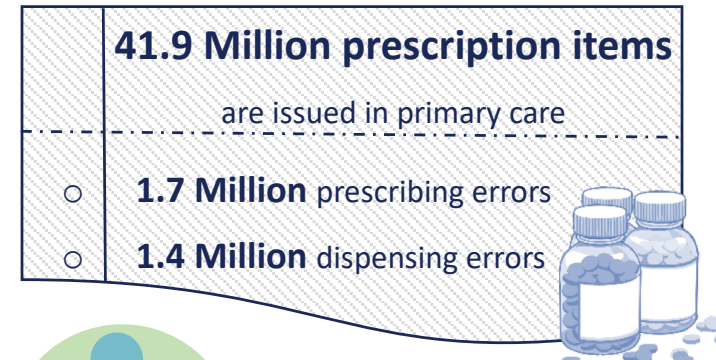 41.9 Million prescription items
are issued in primary care
○ 1.7 Million prescribing errors
○ 1.4 Million dispensing errors